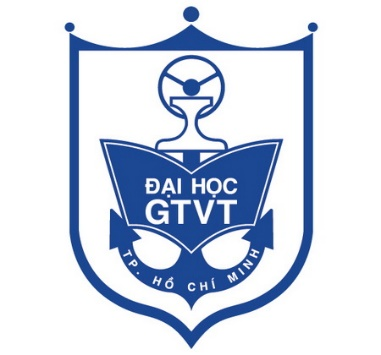 ĐẠI HỌC
GTVT
TP. HỒ CHÍ MINH